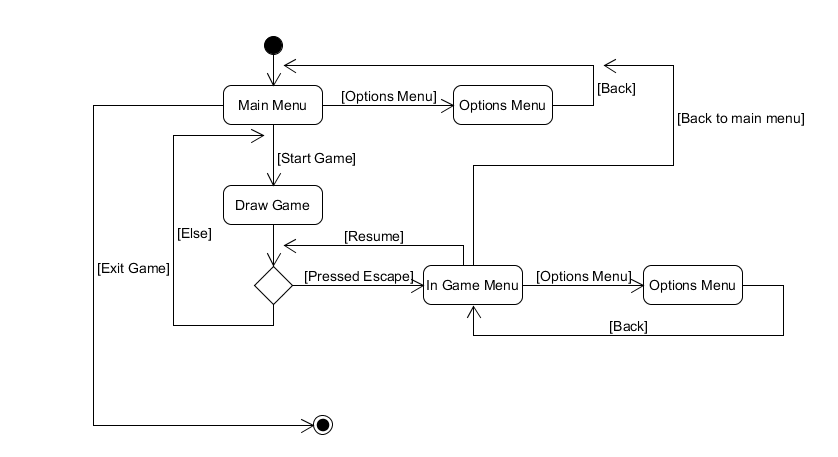 [Options Menu]
Main Menu
Options Menu
[Back]
[Back to main menu]
[Start Game]
Draw Game
[Else]
[Resume]
[Exit Game]
[Pressed Escape]
In Game Menu
[Options Menu]
Options Menu
[Back]